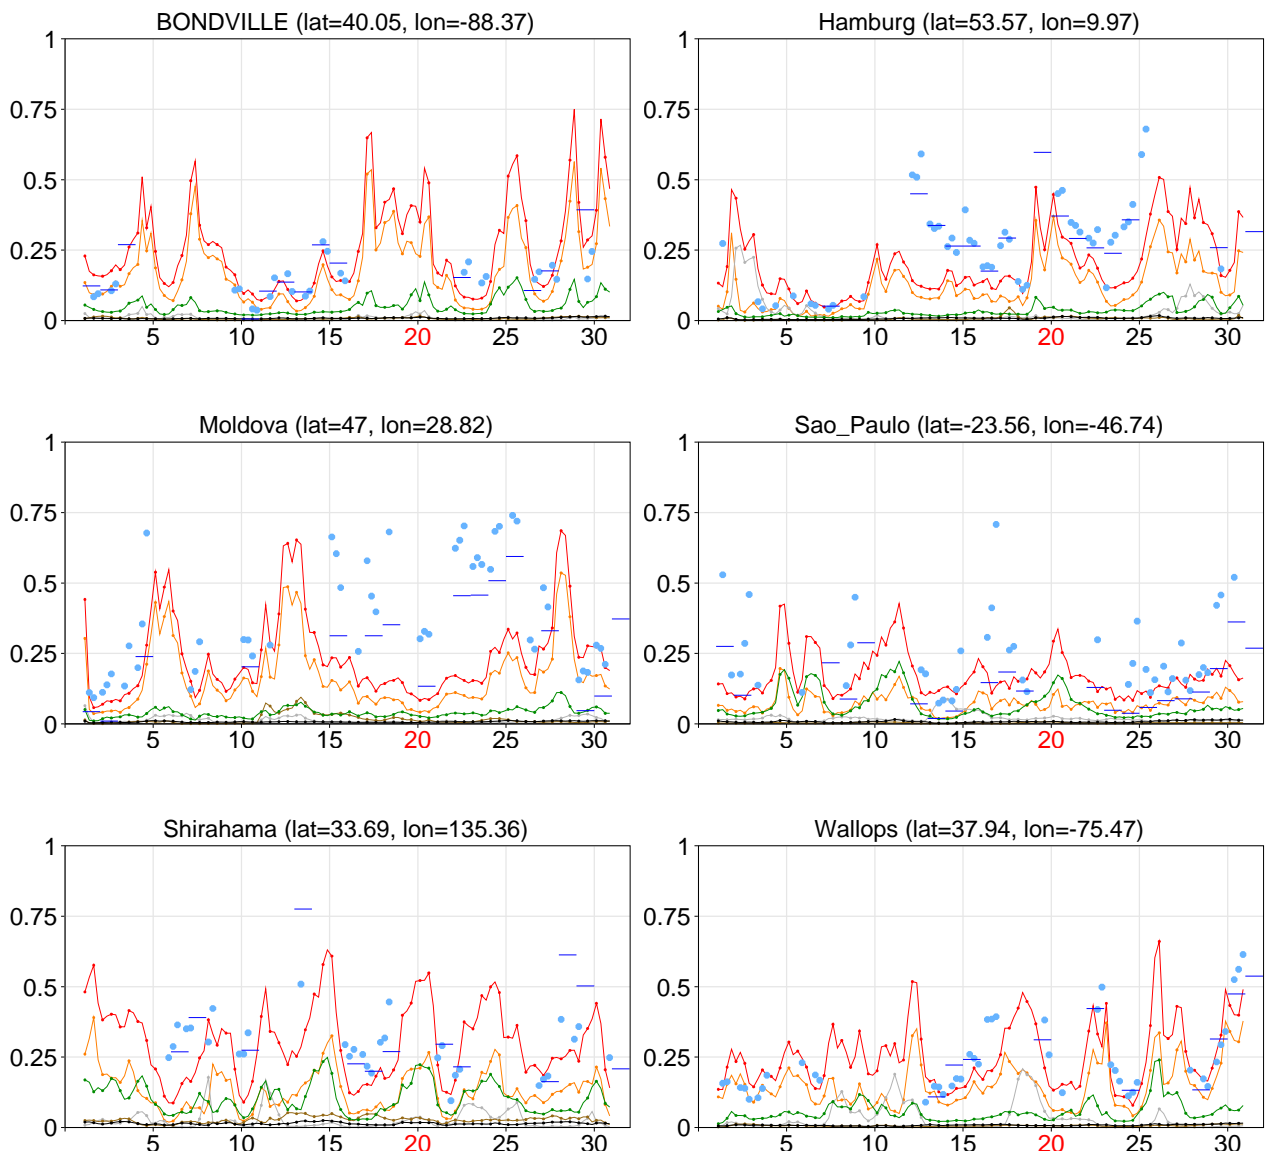 BONDVILLE (lat=40.05, lon=-88.37)
1
0.75
0.5
0.25
0
5 10 15 20 25 30
Hamburg (lat=53.57, lon=9.97)
1
0.75
0.5
0.25
0
5 10 15 20 25 30
Moldova (lat=47, lon=28.82)
1
0.75
0.5
0.25
0
5 10 15 20 25 30
Sao_Paulo (lat=-23.56, lon=-46.74)
1
0.75
0.5
0.25
0
5 10 15 20 25 30
Shirahama (lat=33.69, lon=135.36)
1
0.75
0.5
0.25
0
5 10 15 20 25 30
Wallops (lat=37.94, lon=-75.47)
1
0.75
0.5
0.25
0
5 10 15 20 25 30